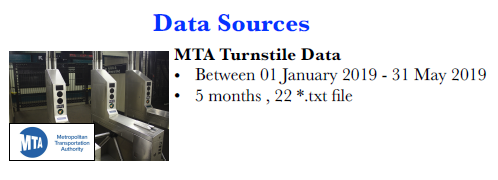 Data Sources
MTA Turnstile Data
• Between 01 January 2019 - 31 May 2019
• 5 months , 22 *.txt file
MTA
Metropolitan
Transportation
Authority